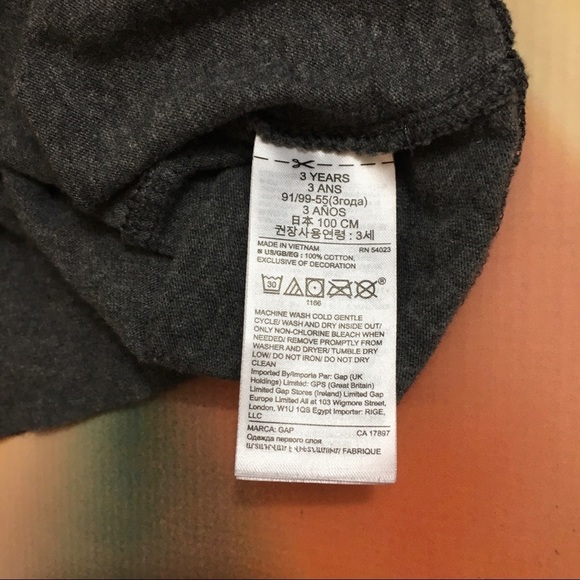 3 YEARS
3 ANS
91/99-55(3года)
3 AÑOS
日本 100 CM
권장사용연령 : 3세
MADE IN VIETNAM RN 54023
US/GB/EG : 100% COTTON,
EXCLUSIVE OF DECORATION
30
®
1166
MACHINE WASH COLD GENTLE
CYCLE/ WASH AND DRY INSIDE OUT/
ONLY NON-CHLORINE BLEACH WHEN
NEEDED/ REMOVE PROMPTLY FROM
WASHER AND DRYER/ TUMBLE DRY
LOW/ DO NOT IRON/ DO NOT DRY
CLEAN
Imported By/Importe Par: Gap (UK
Holdings) Limited: GPS (Great Britain)
Limited Gap Stores (Ireland) Limited Gap
Europe Limited All at 103 Wigmore Street,
London, W1U 1QS Egypt Importer: RIGE,
LLC
MARCA: GAP CA 17897
Одежда первого слоя
FABRIQUE